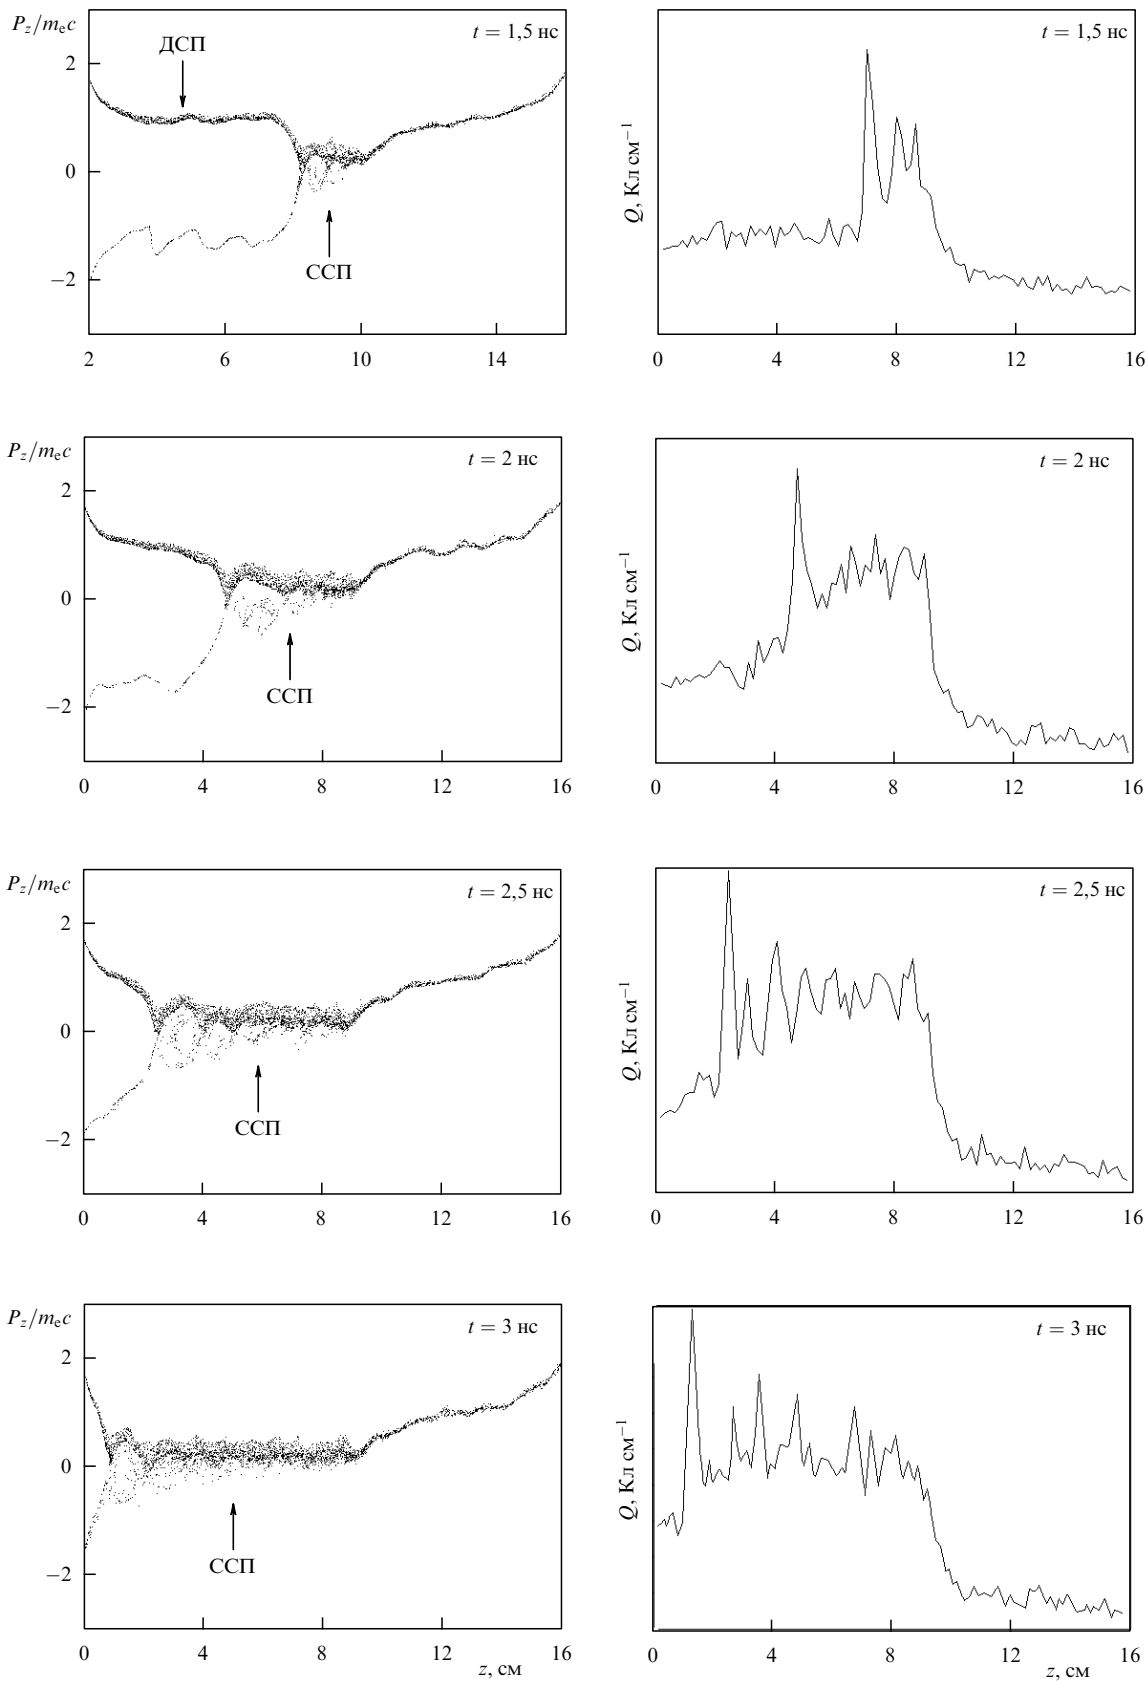 P_z/m_e c
t = 1,5 нс
2
ДСП
0
ССП
−2
2 6 10 14
t = 1,5 нс
Q, Кл см⁻¹
0 4 8 12 16
P_z/m_e c
t = 2 нс
2
0
ССП
−2
0 4 8 12 16
t = 2 нс
Q, Кл см⁻¹
0 4 8 12 16
P_z/m_e c
t = 2,5 нс
2
0
ССП
−2
0 4 8 12 16
t = 2,5 нс
Q, Кл см⁻¹
0 4 8 12 16
P_z/m_e c
t = 3 нс
2
0
ССП
−2
0 4 8 12 16
z, см
t = 3 нс
Q, Кл см⁻¹
0 4 8 12 16
z, см